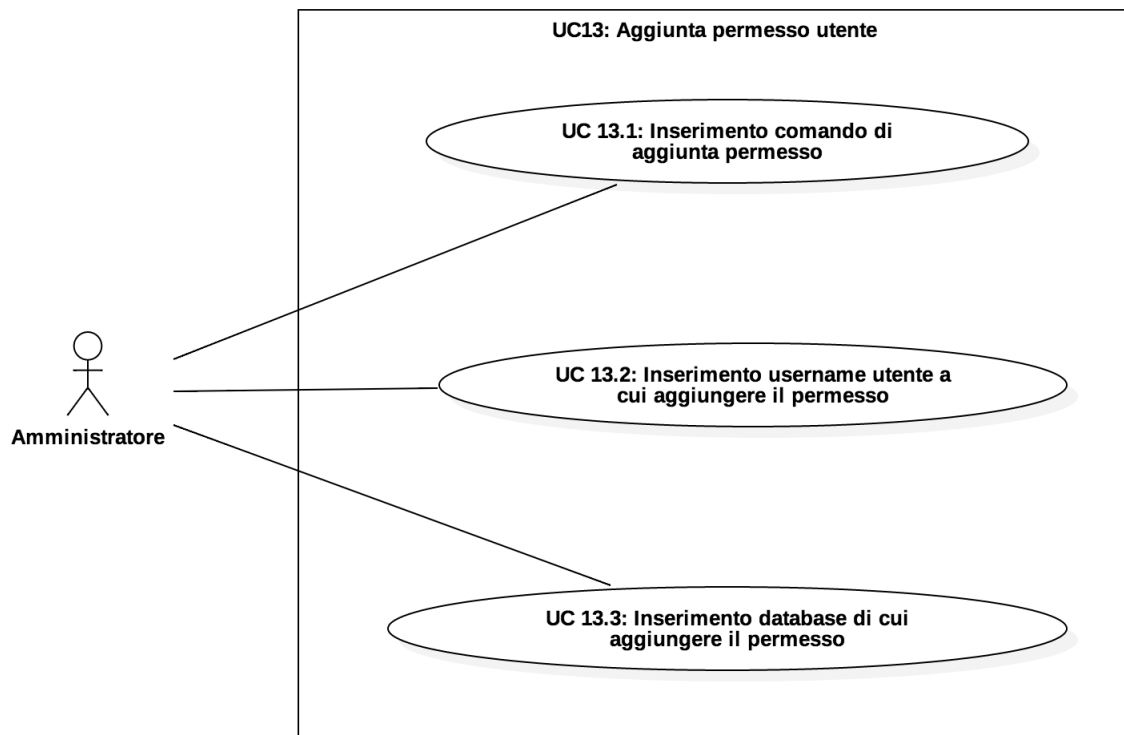 UC13: Aggiunta permesso utente
UC 13.1: Inserimento comando di
aggiunta permesso
UC 13.2: Inserimento username utente a
cui aggiungere il permesso
Amministratore
UC 13.3: Inserimento database di cui
aggiungere il permesso